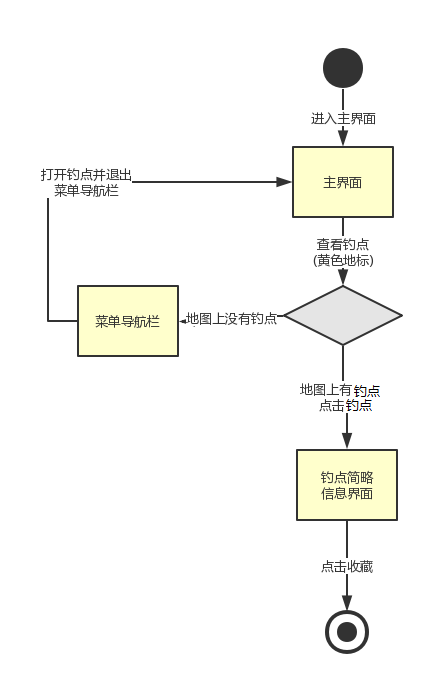 进入主界面
打开钓点并退出
菜单导航栏
主界面
查看钓点
(黄色地标)
菜单导航栏
地图上没有钓点
地图上有钓点
点击钓点
钓点简略
信息界面
点击收藏